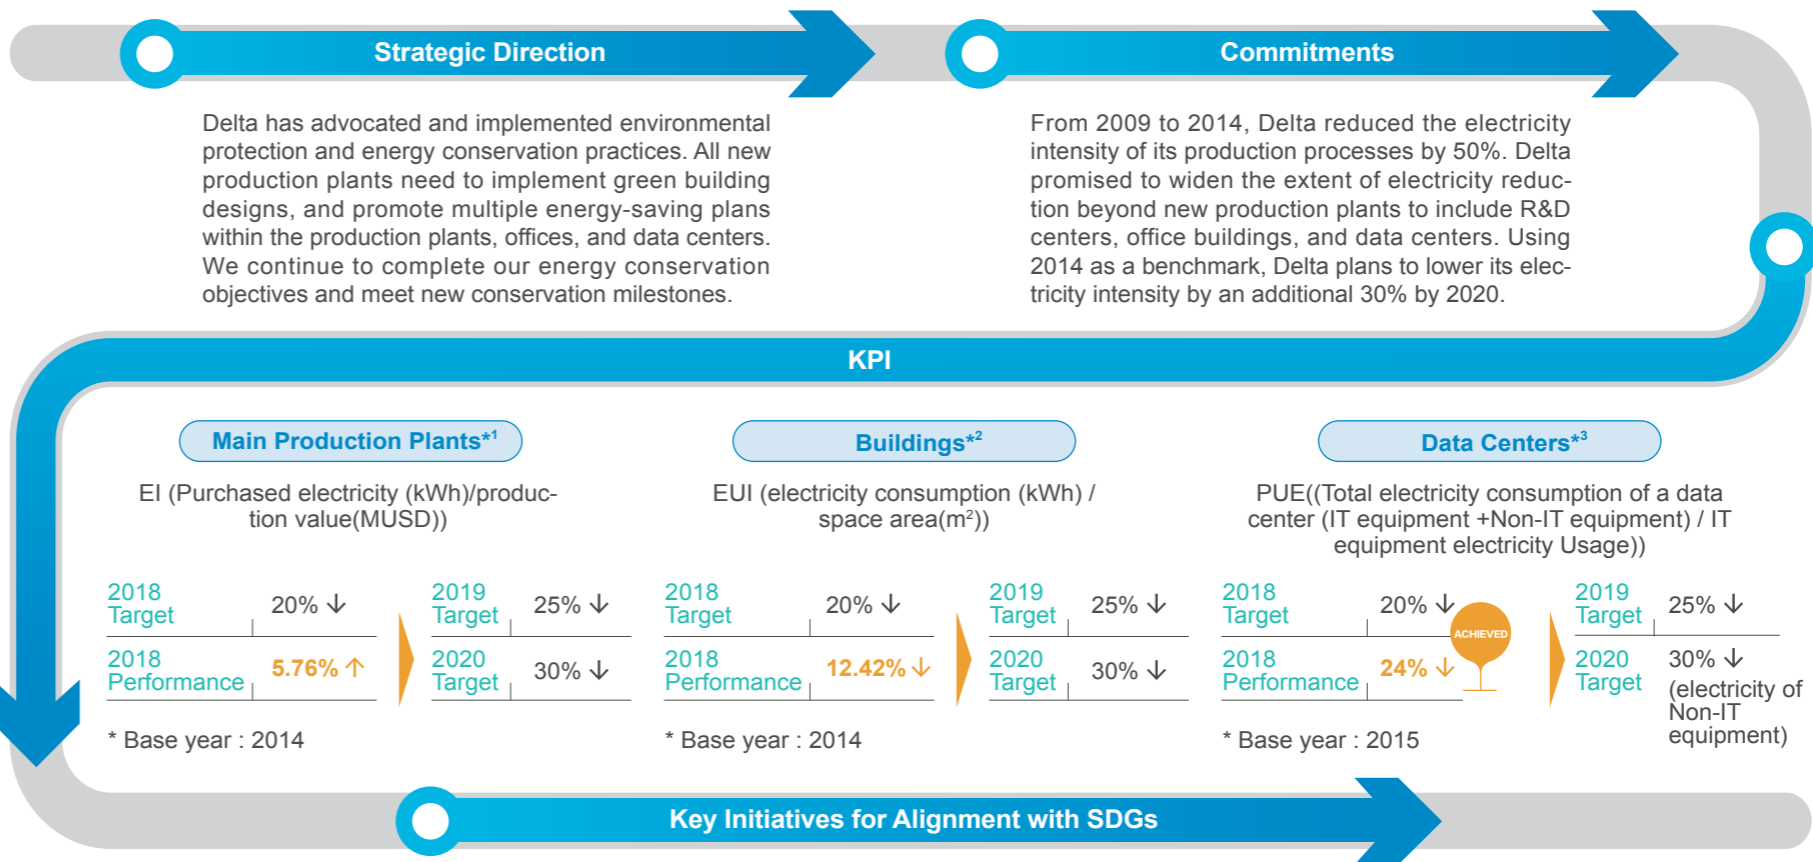 Strategic Direction
Delta has advocated and implemented environmental
protection and energy conservation practices. All new
production plants need to implement green building
designs, and promote multiple energy-saving plans
within the production plants, offices, and data centers.
We continue to complete our energy conservation
objectives and meet new conservation milestones.
Commitments
From 2009 to 2014, Delta reduced the electricity
intensity of its production processes by 50%. Delta
promised to widen the extent of electricity reduc-
tion beyond new production plants to include R&D
centers, office buildings, and data centers. Using
2014 as a benchmark, Delta plans to lower its elec-
tricity intensity by an additional 30% by 2020.
KPI
Main Production Plants*1
EI (Purchased electricity (kWh)/produc-
tion value(MUSD))
2018
Target
20% ↓
2018
Performance
5.76% ↑
2019
Target
25% ↓
2020
Target
30% ↓
* Base year : 2014
Buildings*2
EUI (electricity consumption (kWh) /
space area(m²))
2018
Target
20% ↓
2018
Performance
12.42% ↓
2019
Target
25% ↓
2020
Target
30% ↓
* Base year : 2014
Data Centers*3
PUE((Total electricity consumption of a data
center (IT equipment +Non-IT equipment) / IT
equipment electricity Usage))
2018
Target
20% ↓
2018
Performance
24% ↓
ACHIEVED
2019
Target
25% ↓
2020
Target
30% ↓
(electricity of
Non-IT
equipment)
* Base year : 2015
Key Initiatives for Alignment with SDGs